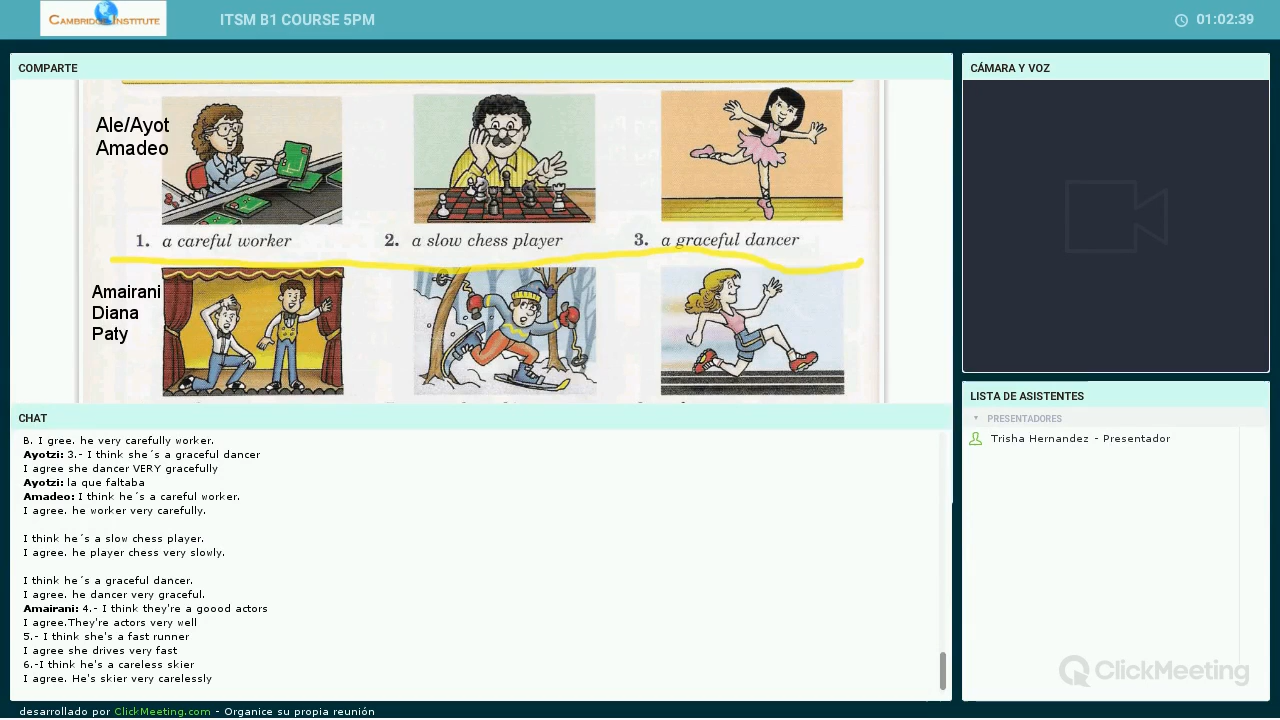 CAMBRIDGE INSTITUTE
ITSM B1 COURSE 5PM
01:02:39
COMPARTE
Ale/Ayot
Amadeo
1. a careful worker
2. a slow chess player
3. a graceful dancer
Amairani
Diana
Paty
CHAT
B. I gree. he very carefully worker.
Ayotzi: 3.- I think she´s a graceful dancer
I agree she dancer VERY gracefully
Ayotzi: la que faltaba
Amadeo: I think he´s a careful worker.
I agree. he worker very carefully.
I think he´s a slow chess player.
I agree. he player chess very slowly.
I think he´s a graceful dancer.
I agree. he dancer very graceful.
Amairani: 4.- I think they're a goood actors
I agree.They're actors very well
5.- I think she's a fast runner
I agree she drives very fast
6.-I think he's a careless skier
I agree. He's skier very carelessly
CÁMARA Y VOZ
LISTA DE ASISTENTES
PRESENTADORES
Trisha Hernandez - Presentador
ClickMeeting
desarrollado por ClickMeeting.com - Organice su propia reunión